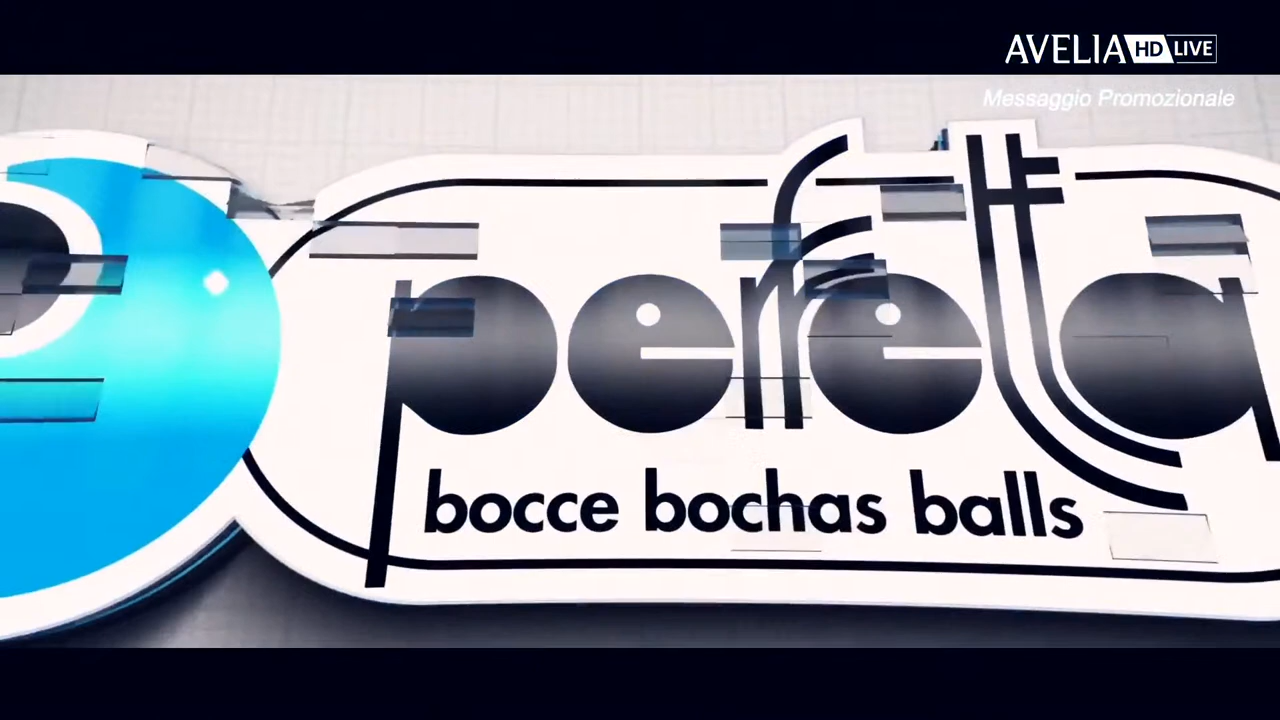 AVELIA HD LIVE
Messaggio Promozionale
perfetta
bocce bochas balls